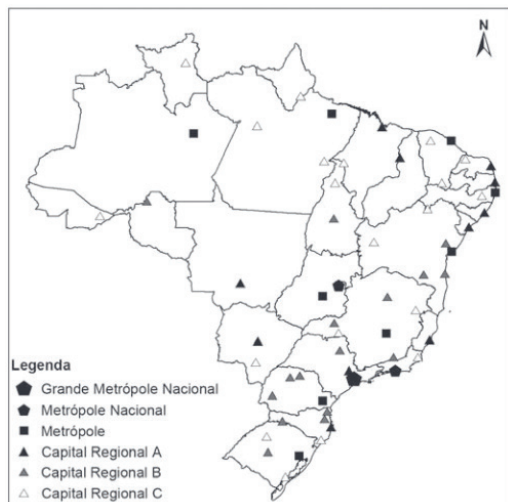 N
Legenda
Grande Metrópole Nacional
Metrópole Nacional
Metrópole
Capital Regional A
Capital Regional B
Capital Regional C